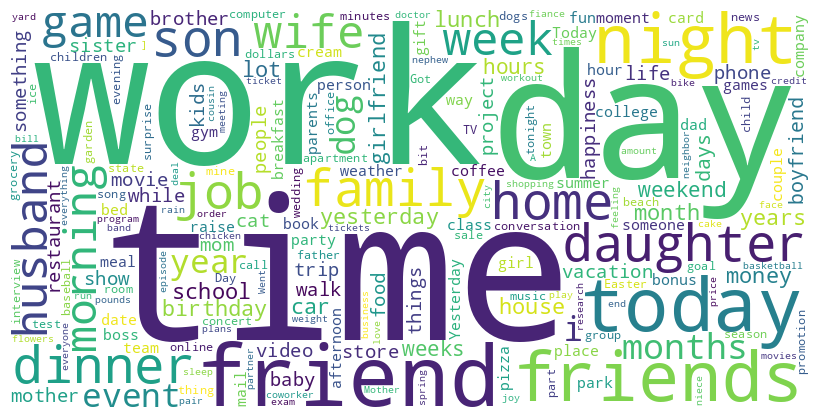 work
day
time
friend
friends
today
night
family
daughter
husband
dinner
home
job
son
wife
game
week
morning
event
months
year
school
birthday
dog
girlfriend
boyfriend
brother
sister
lunch
something
children
computer
minutes
dogs
fiance
doctor
fun
moment
card
news
yard
evening
surprise
lot
dollars
cream
gift
Today
times
sun
tv
company
kids
gym
cousin
meeting
ticket
person
parents
office
nephew
Got
workout
hours
hour
life
phone
bike
games
credit
project
way
college
happiness
child
people
breakfast
apartment
TV
bit
tonight
A
town
dad
days
amount
neighbor
ice
bill
grocery
garden
state
deal
mine
movie
while
everything
restaurant
bed
song
rain
band
program
cat
raise
order
book
chicken
wedding
weather
coffee
yesterday
class
sale
city
shopping
summer
beach
feeling
weekend
month
someone
couple
face
cake
years
conversation
mom
party
tickets
father
meal
show
room
baseball
interview
run
pounds
test
episode
call
Day
Went
trip
walk
things
food
Yesterday
girl
vacation
goal
bonus
money
basketball
date
boss
team
plans
concert
weight
car
afternoon
love
business
house
music
play
Easter
i
research
end
group
price
season
promotion
flowers
everyone
mother
thing
pair
online
sleep
mail
partner
baby
video
exam
coworker
store
weeks
Mother
spring
pizza
joy
place
part
park
niece
movies